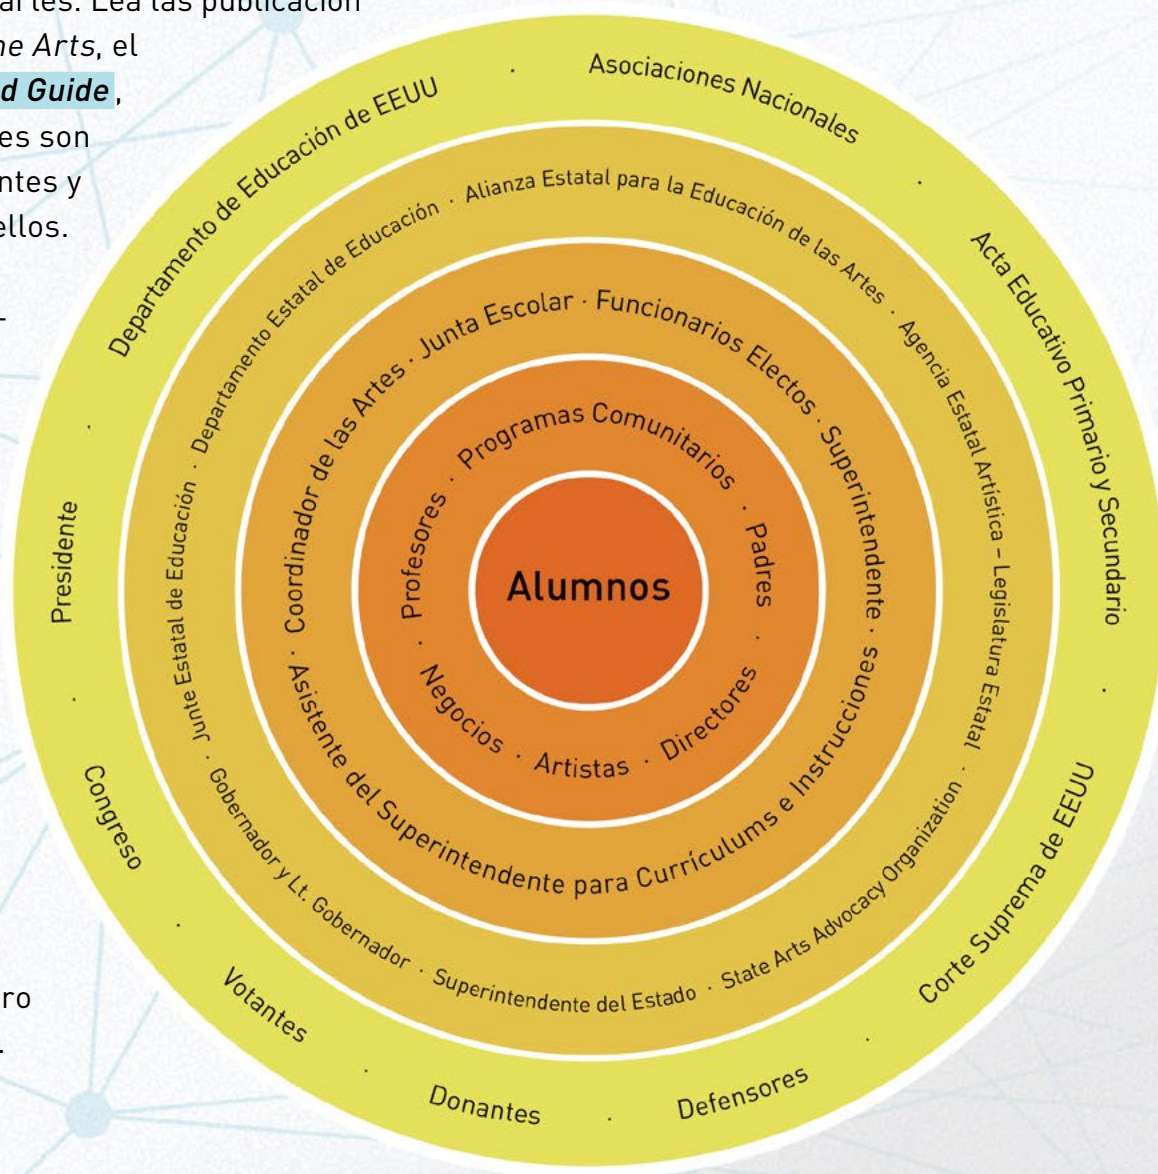 artes. Lea las publicación
ne Arts, el
d Guide,
es son
ntes y
ellos.
ro
Departamento de Educación de EEUU · Asociaciones Nacionales · Acta Educativo Primario y Secundario · Corte Suprema de EEUU · Defensores · Donantes · Votantes · Congreso · Presidente ·
Departamento Estatal de Educación · Alianza Estatal para la Educación de las Artes · Agencia Estatal Artística – Legislatura Estatal · State Arts Advocacy Organization · Superintendente del Estado · Gobernador y Lt. Gobernador · Junte Estatal de Educación ·
Coordinador de las Artes · Junta Escolar · Funcionarios Electos · Superintendente · Asistente del Superintendente para Currículums e Instrucciones ·
Profesores · Programas Comunitarios · Padres · Directores · Artistas · Negocios ·
Alumnos